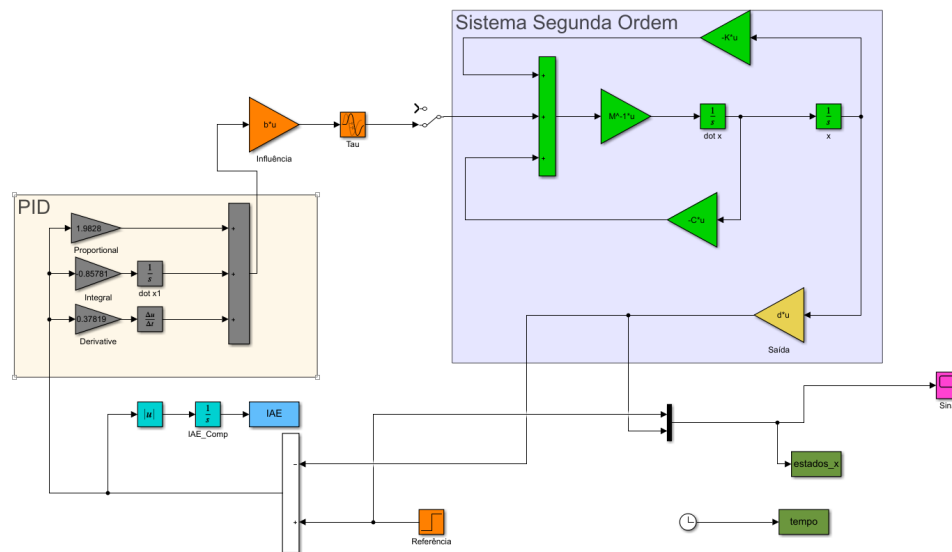 Sistema Segunda Ordem
-K*u
b*u
Influência
Tau
M^-1*u
1
s
dot x
1
s
x
-C*u
PID
1.9828
Proportional
-0.85781
Integral
1
s
dot x1
0.37819
Derivative
Δu
Δt
d*u
Saída
|u|
1
s
IAE_Comp
IAE
estados_x
Referência
tempo